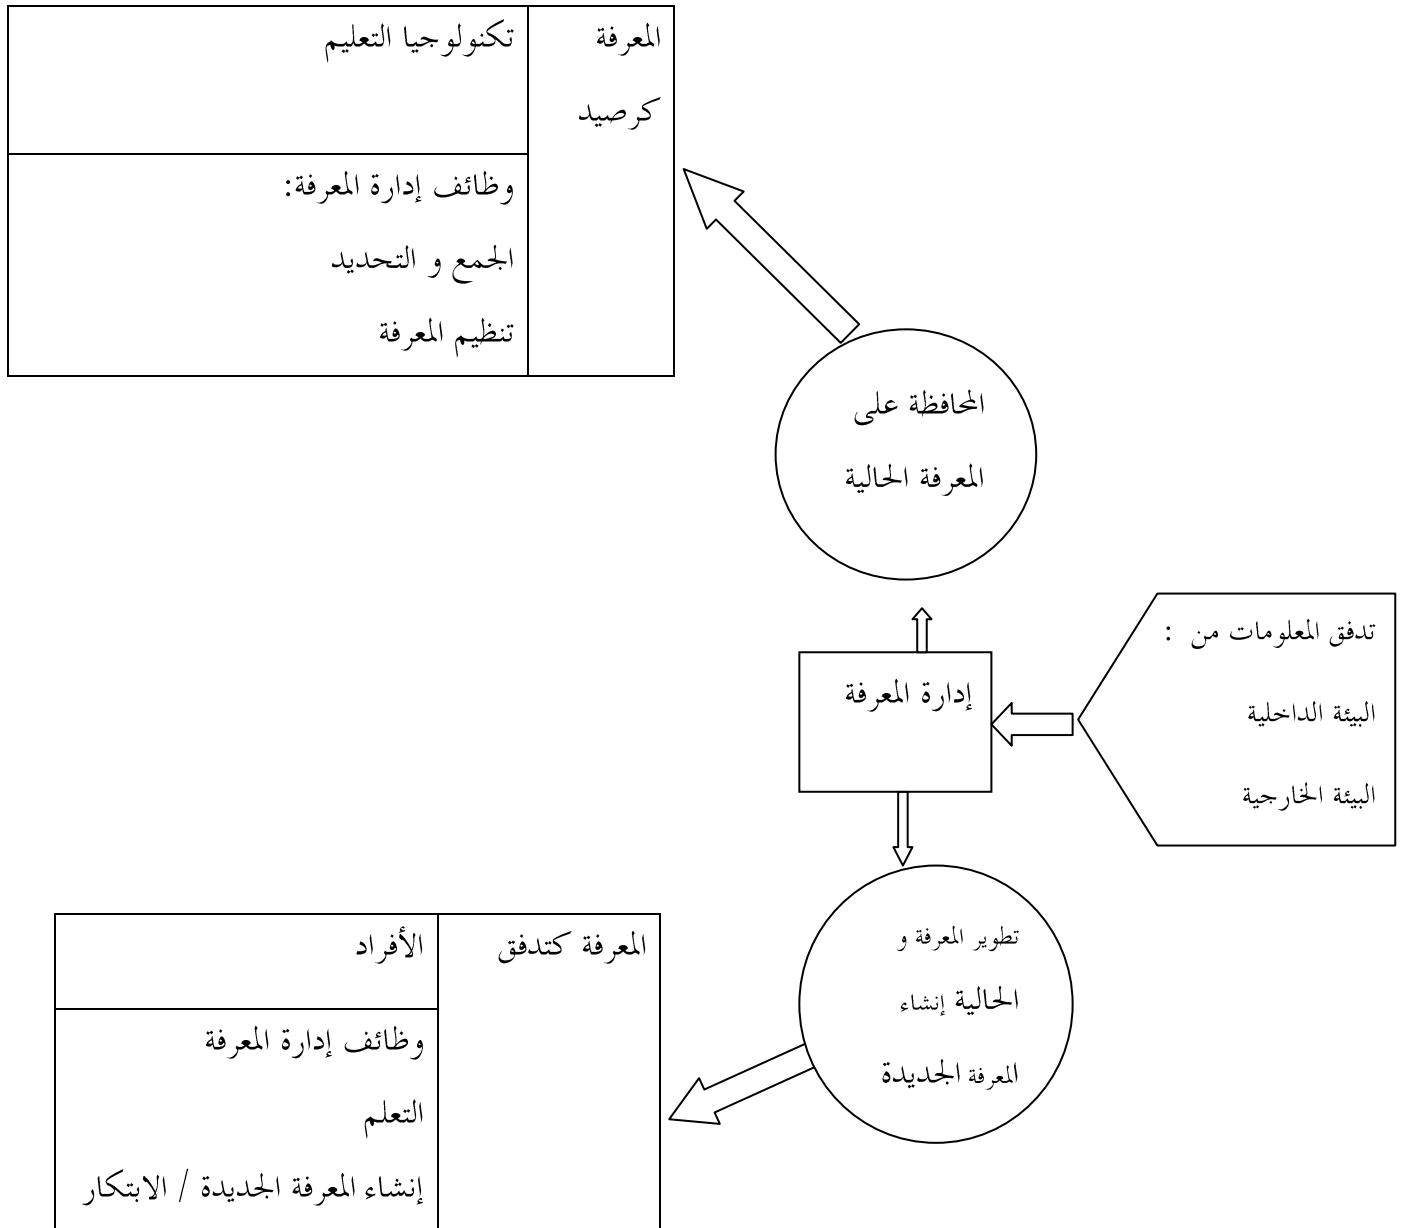 المعرفة
كرصيد
تكنولوجيا التعليم
وظائف إدارة المعرفة:
الجمع و التحديد
تنظيم المعرفة
المحافظة على
المعرفة الحالية
تدفق المعلومات من :
البيئة الداخلية
البيئة الخارجية
إدارة المعرفة
تطوير المعرفة و
الحالية إنشاء
المعرفة الجديدة
المعرفة كتدفق
الأفراد
وظائف إدارة المعرفة
التعلم
إنشاء المعرفة الجديدة / الابتكار